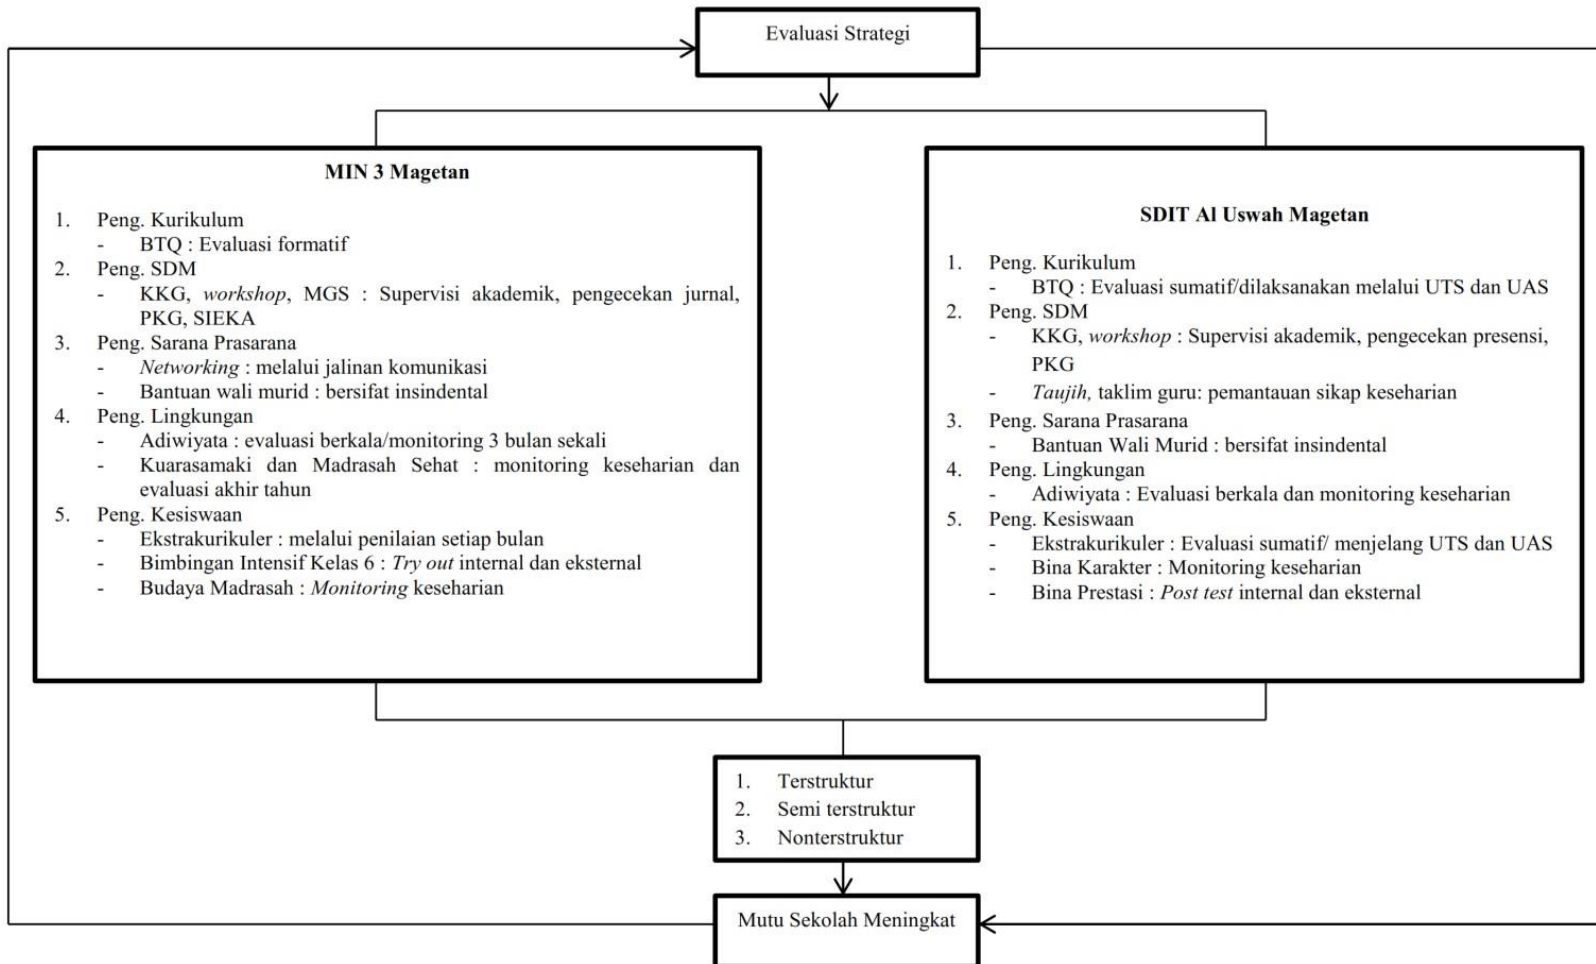 Evaluasi Strategi
MIN 3 Magetan
1. Peng. Kurikulum
- BTQ : Evaluasi formatif
2. Peng. SDM
- KKG, workshop, MGS : Supervisi akademik, pengecekan jurnal,
PKG, SIEKA
3. Peng. Sarana Prasarana
- Networking : melalui jalinan komunikasi
- Bantuan wali murid : bersifat insindental
4. Peng. Lingkungan
- Adiwiyata : evaluasi berkala/monitoring 3 bulan sekali
- Kuarasamaki dan Madrasah Sehat : monitoring keseharian dan
evaluasi akhir tahun
5. Peng. Kesiswaan
- Ekstrakurikuler : melalui penilaian setiap bulan
- Bimbingan Intensif Kelas 6 : Try out internal dan eksternal
- Budaya Madrasah : Monitoring keseharian
SDIT Al Uswah Magetan
1. Peng. Kurikulum
- BTQ : Evaluasi sumatif/dilaksanakan melalui UTS dan UAS
2. Peng. SDM
- KKG, workshop : Supervisi akademik, pengecekan presensi,
PKG
- Taujih, taklim guru: pemantauan sikap keseharian
3. Peng. Sarana Prasarana
- Bantuan Wali Murid : bersifat insindental
4. Peng. Lingkungan
- Adiwiyata : Evaluasi berkala dan monitoring keseharian
5. Peng. Kesiswaan
- Ekstrakurikuler : Evaluasi sumatif/ menjelang UTS dan UAS
- Bina Karakter : Monitoring keseharian
- Bina Prestasi : Post test internal dan eksternal
1. Terstruktur
2. Semi terstruktur
3. Nonterstruktur
Mutu Sekolah Meningkat